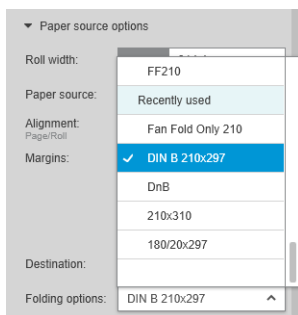 Paper source options
Roll width:
FF210
Paper source:
Recently used
Alignment:
Page/Roll
Fan Fold Only 210
Margins:
DIN B 210x297
DnB
210x310
180/20x297
Destination:
Folding options:
DIN B 210x297